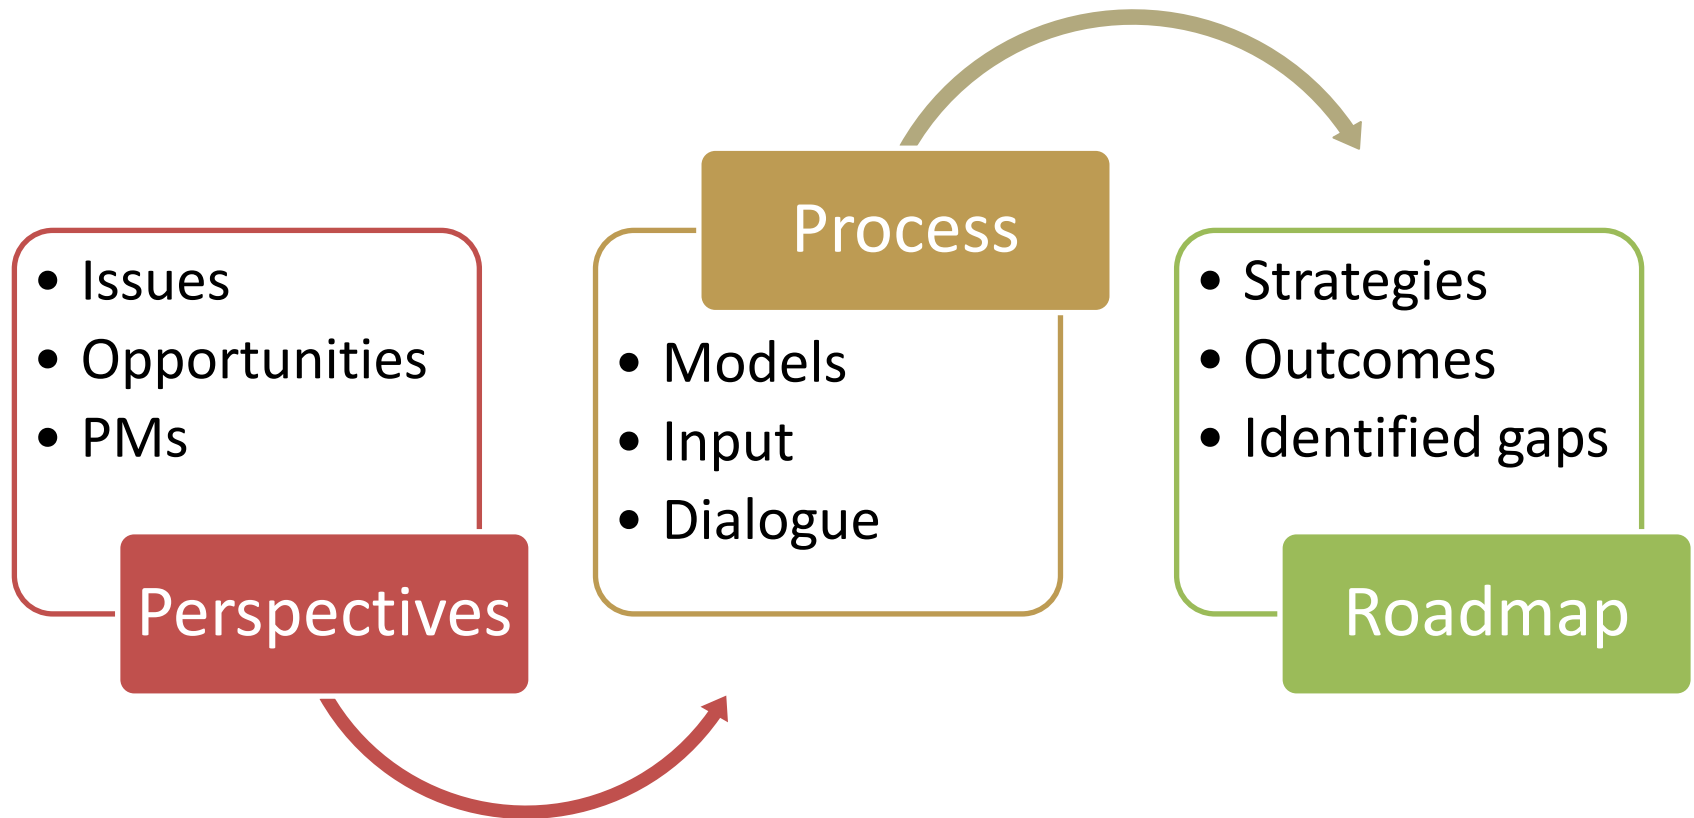 • Issues
• Opportunities
• PMs
Perspectives
Process
• Models
• Input
• Dialogue
• Strategies
• Outcomes
• Identified gaps
Roadmap